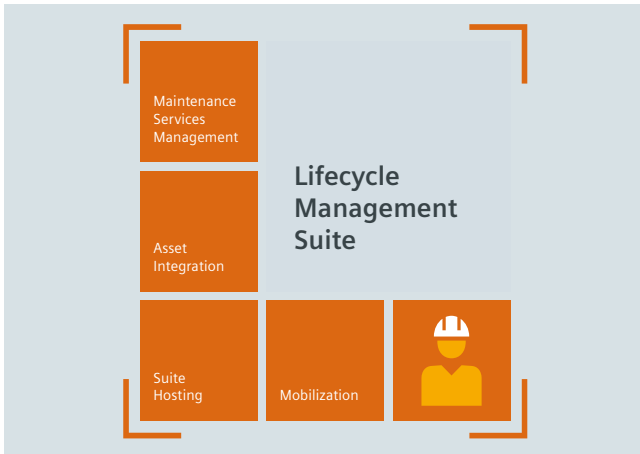 Maintenance
Services
Management
Lifecycle
Management
Suite
Asset
Integration
Suite
Hosting
Mobilization